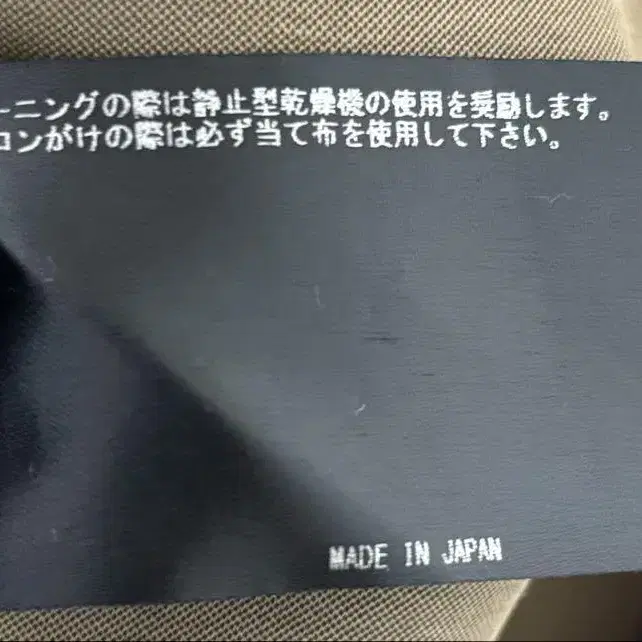 ーニングの際は静止型乾燥機の使用を奨励します。
ロンがけの際は必ず当て布を使用して下さい。
MADE IN JAPAN